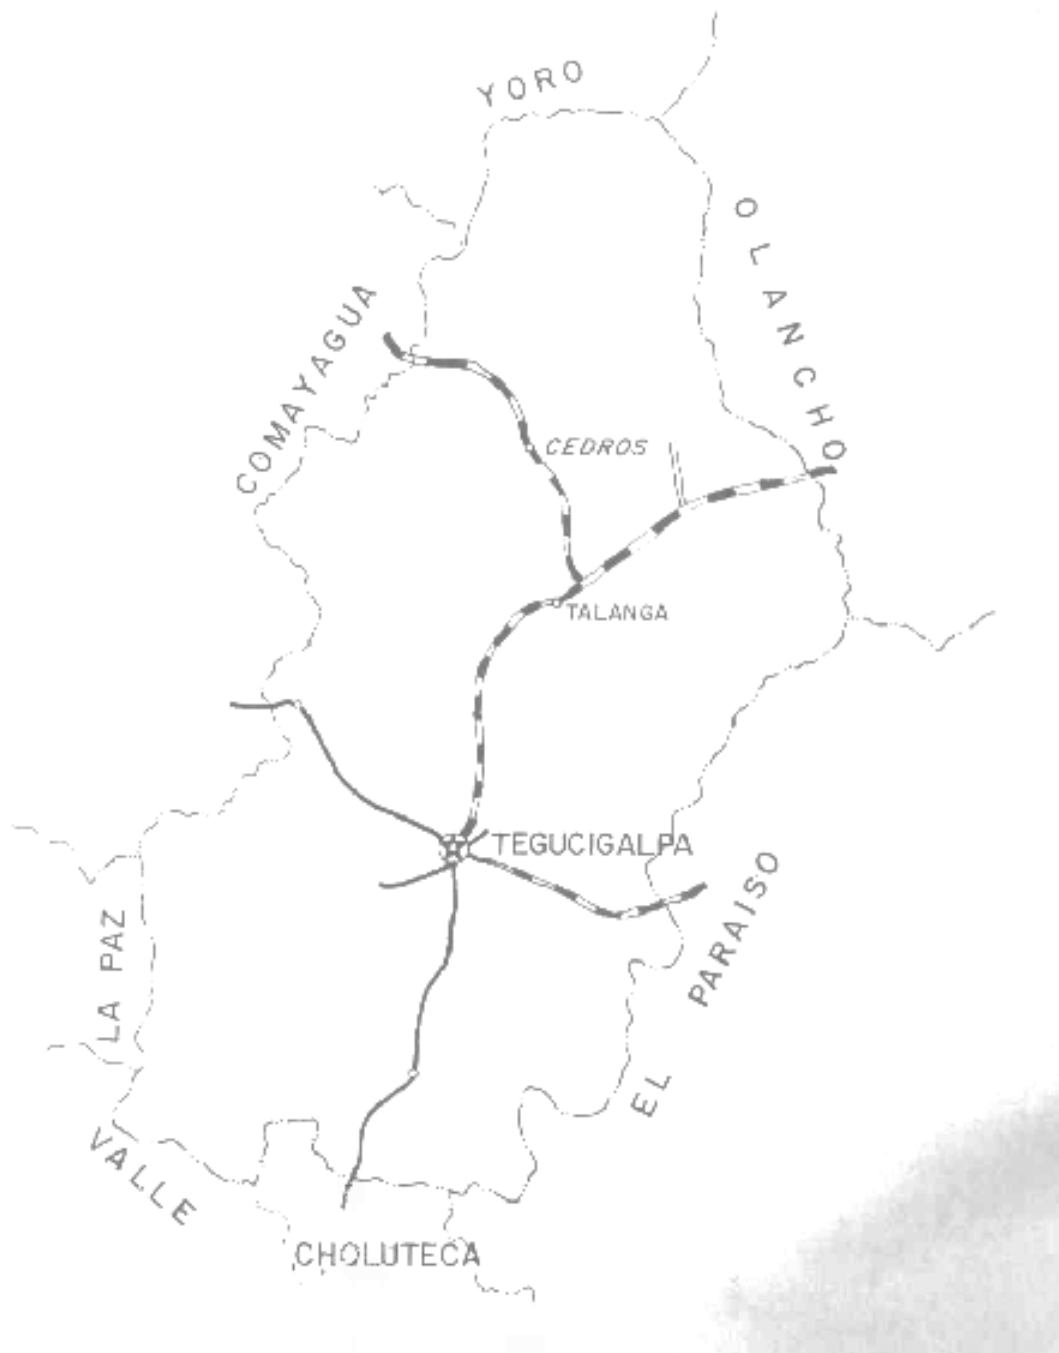 YORO
OLANCHO
COMAYAGUA
CEDROS
TALANGA
TEGUCIGALPA
EL PARAISO
LA PAZ
VALLE
CHOLUTECA